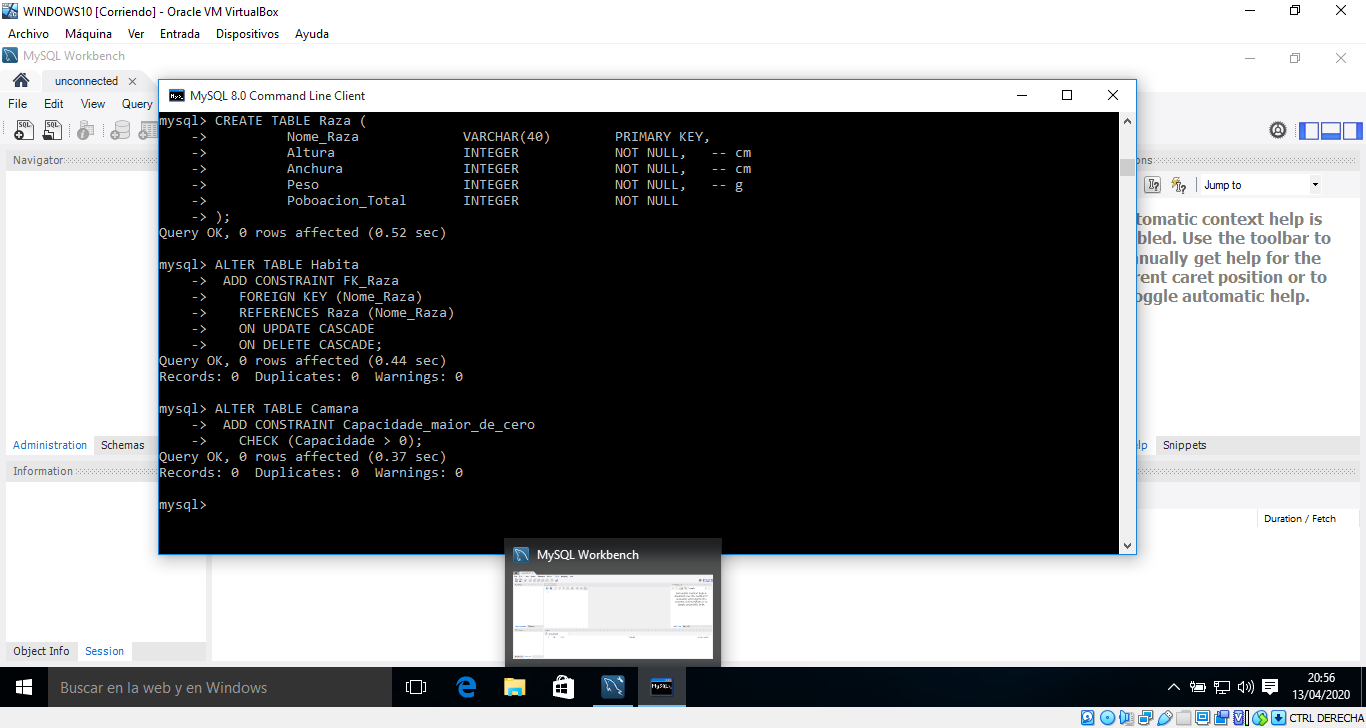 WINDOWS10 [Corriendo] - Oracle VM VirtualBox
Archivo Máquina Ver Entrada Dispositivos Ayuda
MySQL Workbench
unconnected
File Edit View Query
MySQL 8.0 Command Line Client
mysql> CREATE TABLE Raza (
-> Nome_Raza VARCHAR(40) PRIMARY KEY,
-> Altura INTEGER NOT NULL, -- cm
-> Anchura INTEGER NOT NULL, -- cm
-> Peso INTEGER NOT NULL, -- g
-> Poboacion_Total INTEGER NOT NULL
-> );
Query OK, 0 rows affected (0.52 sec)
mysql> ALTER TABLE Habita
-> ADD CONSTRAINT FK_Raza
-> FOREIGN KEY (Nome_Raza)
-> REFERENCES Raza (Nome_Raza)
-> ON UPDATE CASCADE
-> ON DELETE CASCADE;
Query OK, 0 rows affected (0.44 sec)
Records: 0 Duplicates: 0 Warnings: 0
mysql> ALTER TABLE Camara
-> ADD CONSTRAINT Capacidade_maior_de_cero
-> CHECK (Capacidade > 0);
Query OK, 0 rows affected (0.37 sec)
Records: 0 Duplicates: 0 Warnings: 0
mysql>
Navigator
Administration Schemas
Information
Object Info Session
ons
Jump to
tomatic context help is
bled. Use the toolbar to
nually get help for the
rent caret position or to
oggle automatic help.
lp Snippets
Duration / Fetch
MySQL Workbench
Buscar en la web y en Windows
20:56
13/04/2020
CTRL DERECHA